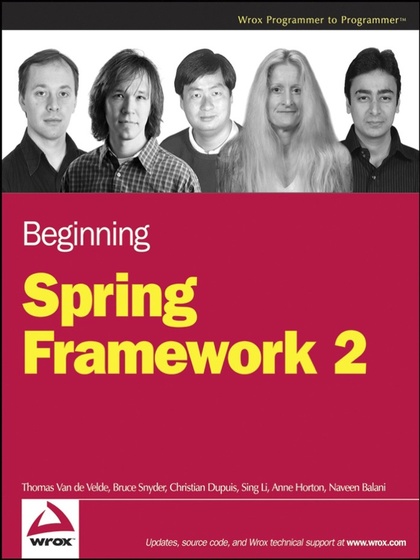 Wrox Programmer to Programmer™
Beginning
Spring
Framework 2
Thomas Van de Velde, Bruce Snyder, Christian Dupuis, Sing Li, Anne Horton, Naveen Balani
wrox™
Updates, source code, and Wrox technical support at www.wrox.com